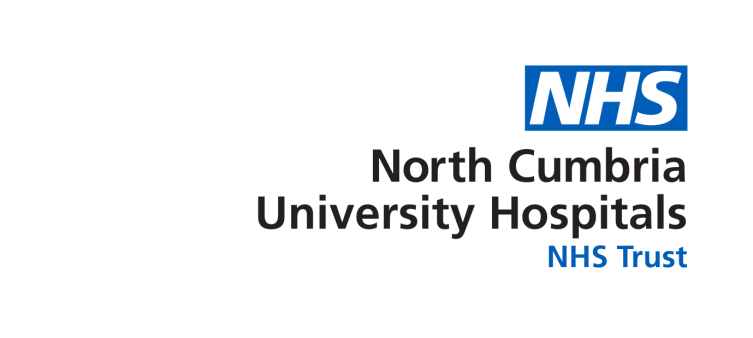 NHS
North Cumbria
University Hospitals
NHS Trust